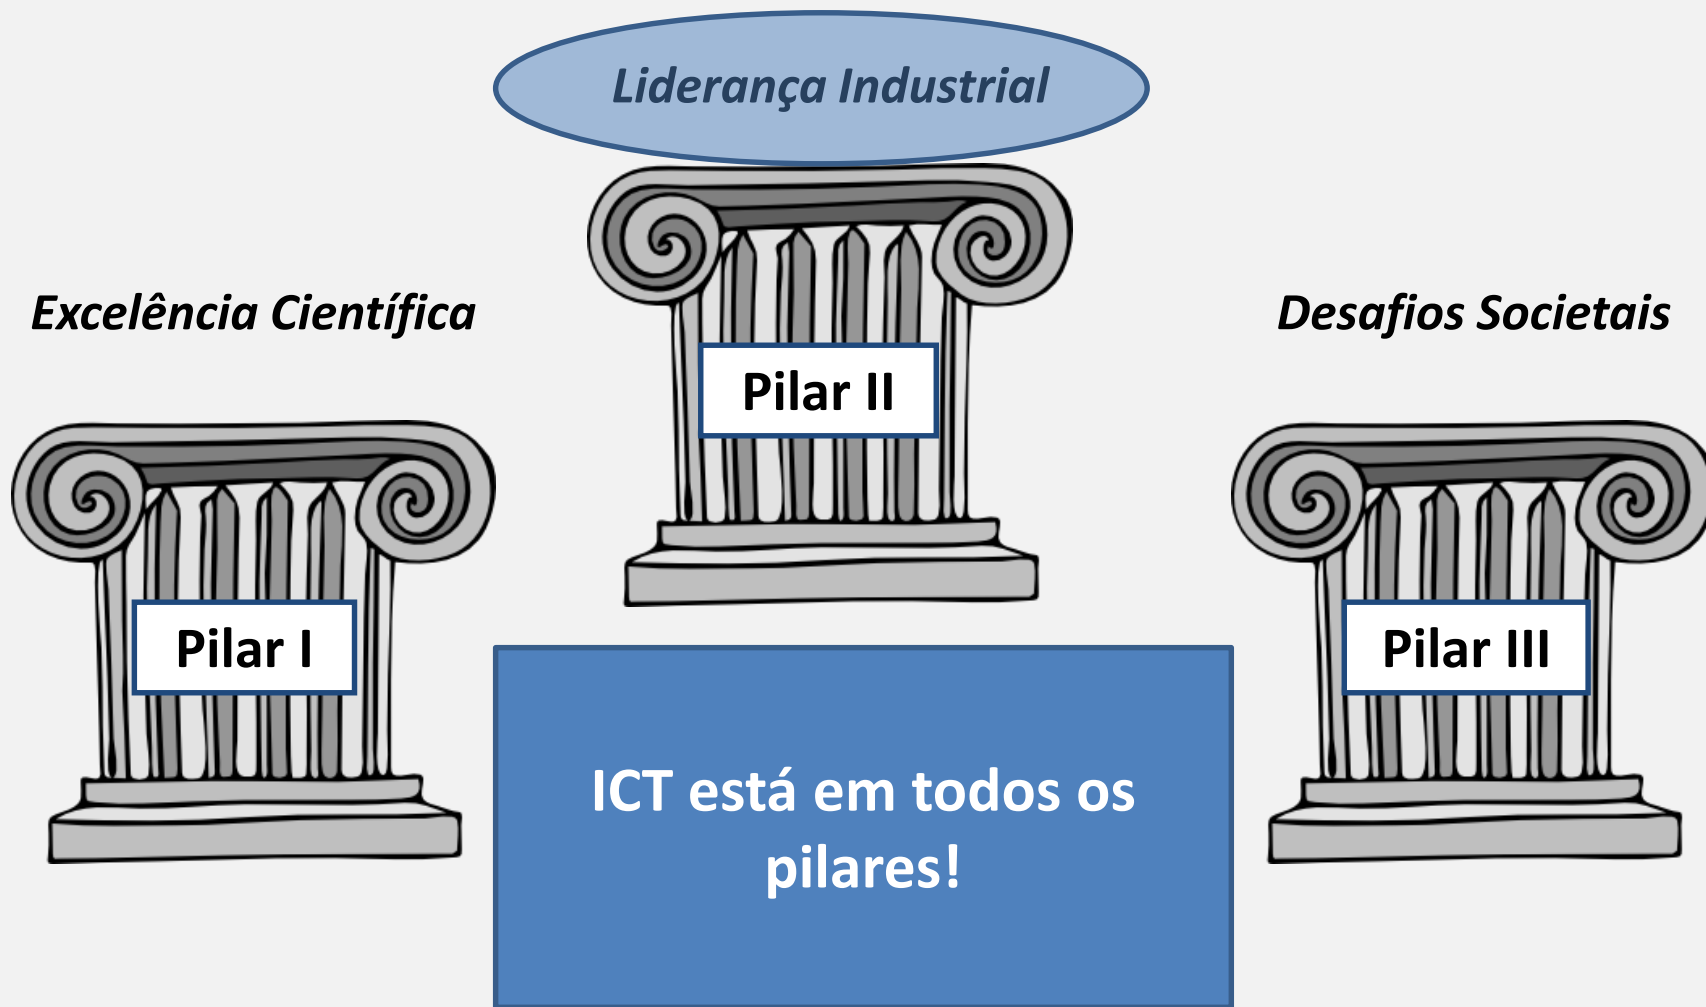 Liderança Industrial
Excelência Científica
Desafios Societais
Pilar II
Pilar I
Pilar III
ICT está em todos os
pilares!